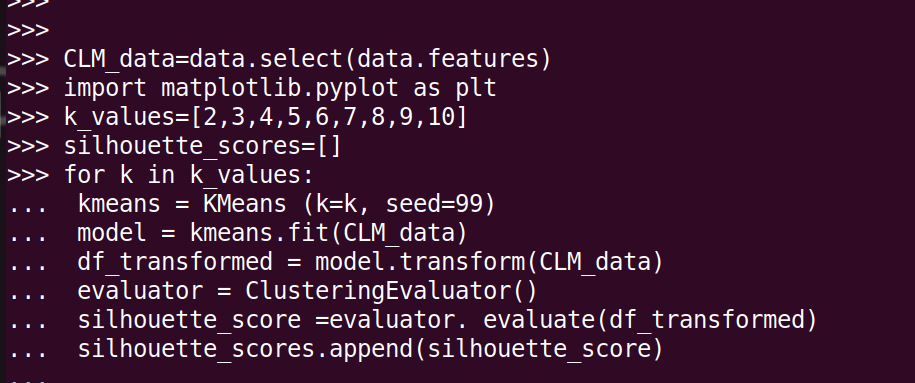 >>>
>>>
>>> CLM_data=data.select(data.features)
>>> import matplotlib.pyplot as plt
>>> k_values=[2,3,4,5,6,7,8,9,10]
>>> silhouette_scores=[]
>>> for k in k_values:
...  kmeans = KMeans (k=k, seed=99)
...  model = kmeans.fit(CLM_data)
...  df_transformed = model.transform(CLM_data)
...  evaluator = ClusteringEvaluator()
...  silhouette_score =evaluator. evaluate(df_transformed)
...  silhouette_scores.append(silhouette_score)
...